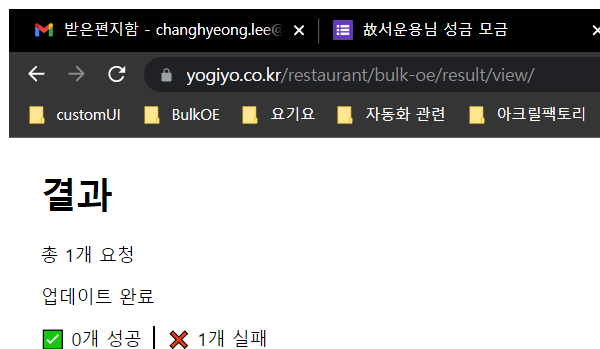 받은편지함 - changhyeong.lee@
故서운용님 성금 모금
yogiyo.co.kr/restaurant/bulk-oe/result/view/
customUI BulkOE 요기요 자동화 관련 아크릴팩토리
결과
총 1개 요청
업데이트 완료
0개 성공 | 1개 실패